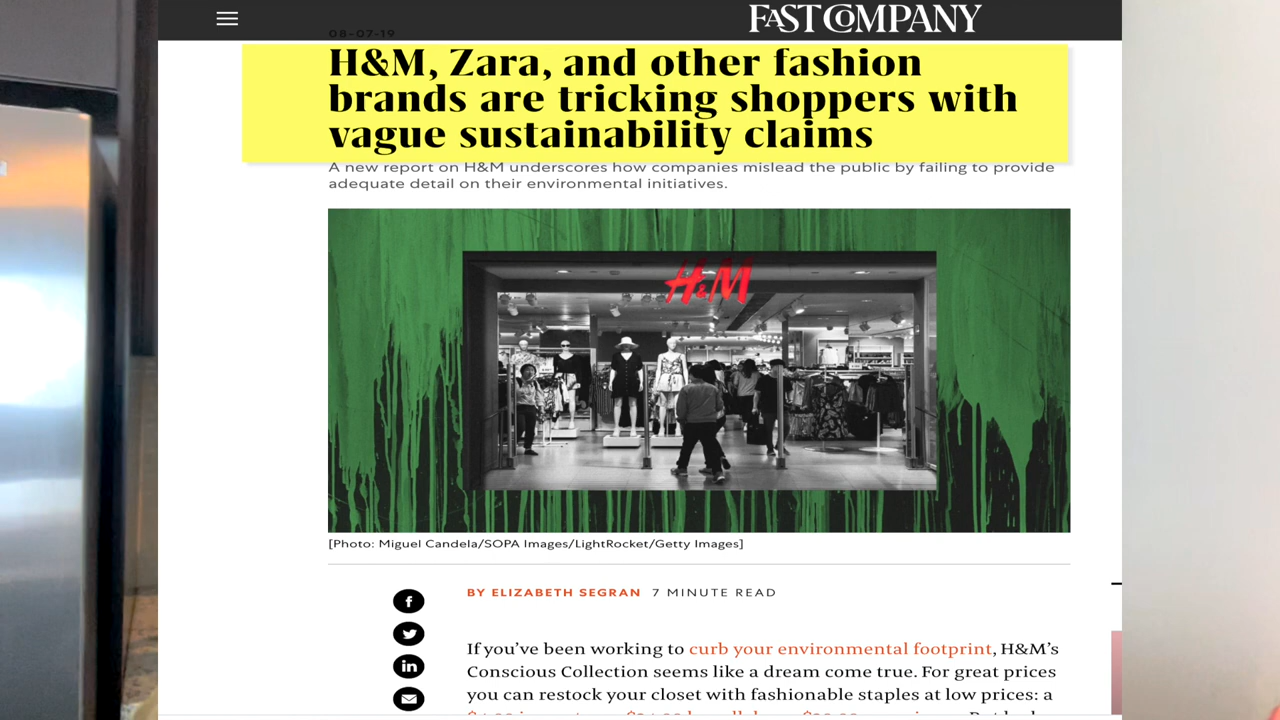 FAST COMPANY
08-07-19
H&M, Zara, and other fashion
brands are tricking shoppers with
vague sustainability claims
A new report on H&M underscores how companies mislead the public by failing to provide
adequate detail on their environmental initiatives.
H&M
[Photo: Miguel Candela/SOPA Images/LightRocket/Getty Images]
BY ELIZABETH SEGRAN 7 MINUTE READ
If you’ve been working to curb your environmental footprint, H&M’s
Conscious Collection seems like a dream come true. For great prices
you can restock your closet with fashionable staples at low prices: a